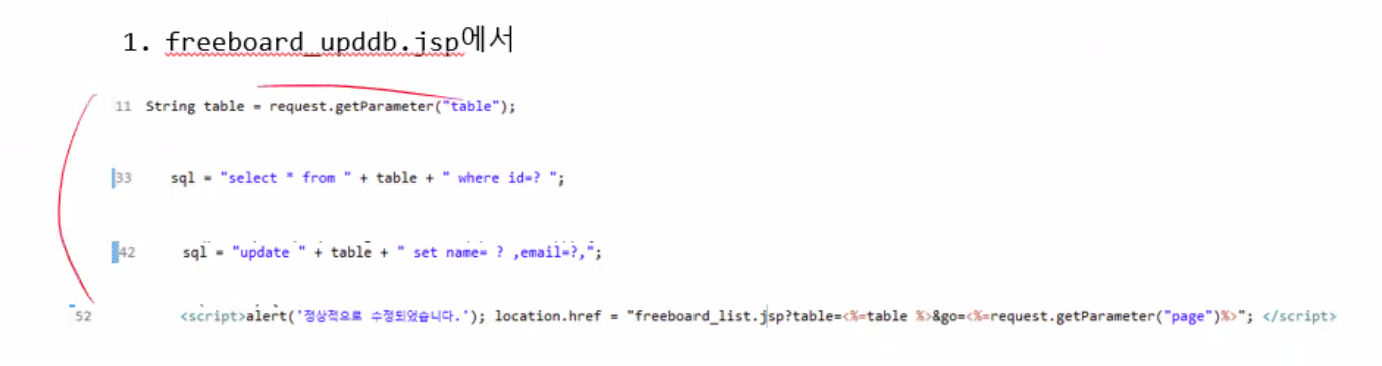 1. freeboard_upddb.jsp에서
11 String table = request.getParameter("table");
33 sql = "select * from " + table + " where id=? ";
42 sql = "update " + table + " set name= ? ,email=?,";
52 <script>alert('정상적으로 수정되었습니다.'); location.href = "freeboard_list.jsp?table=<%=table %>&go=<%=request.getParameter("page")%>"; </script>